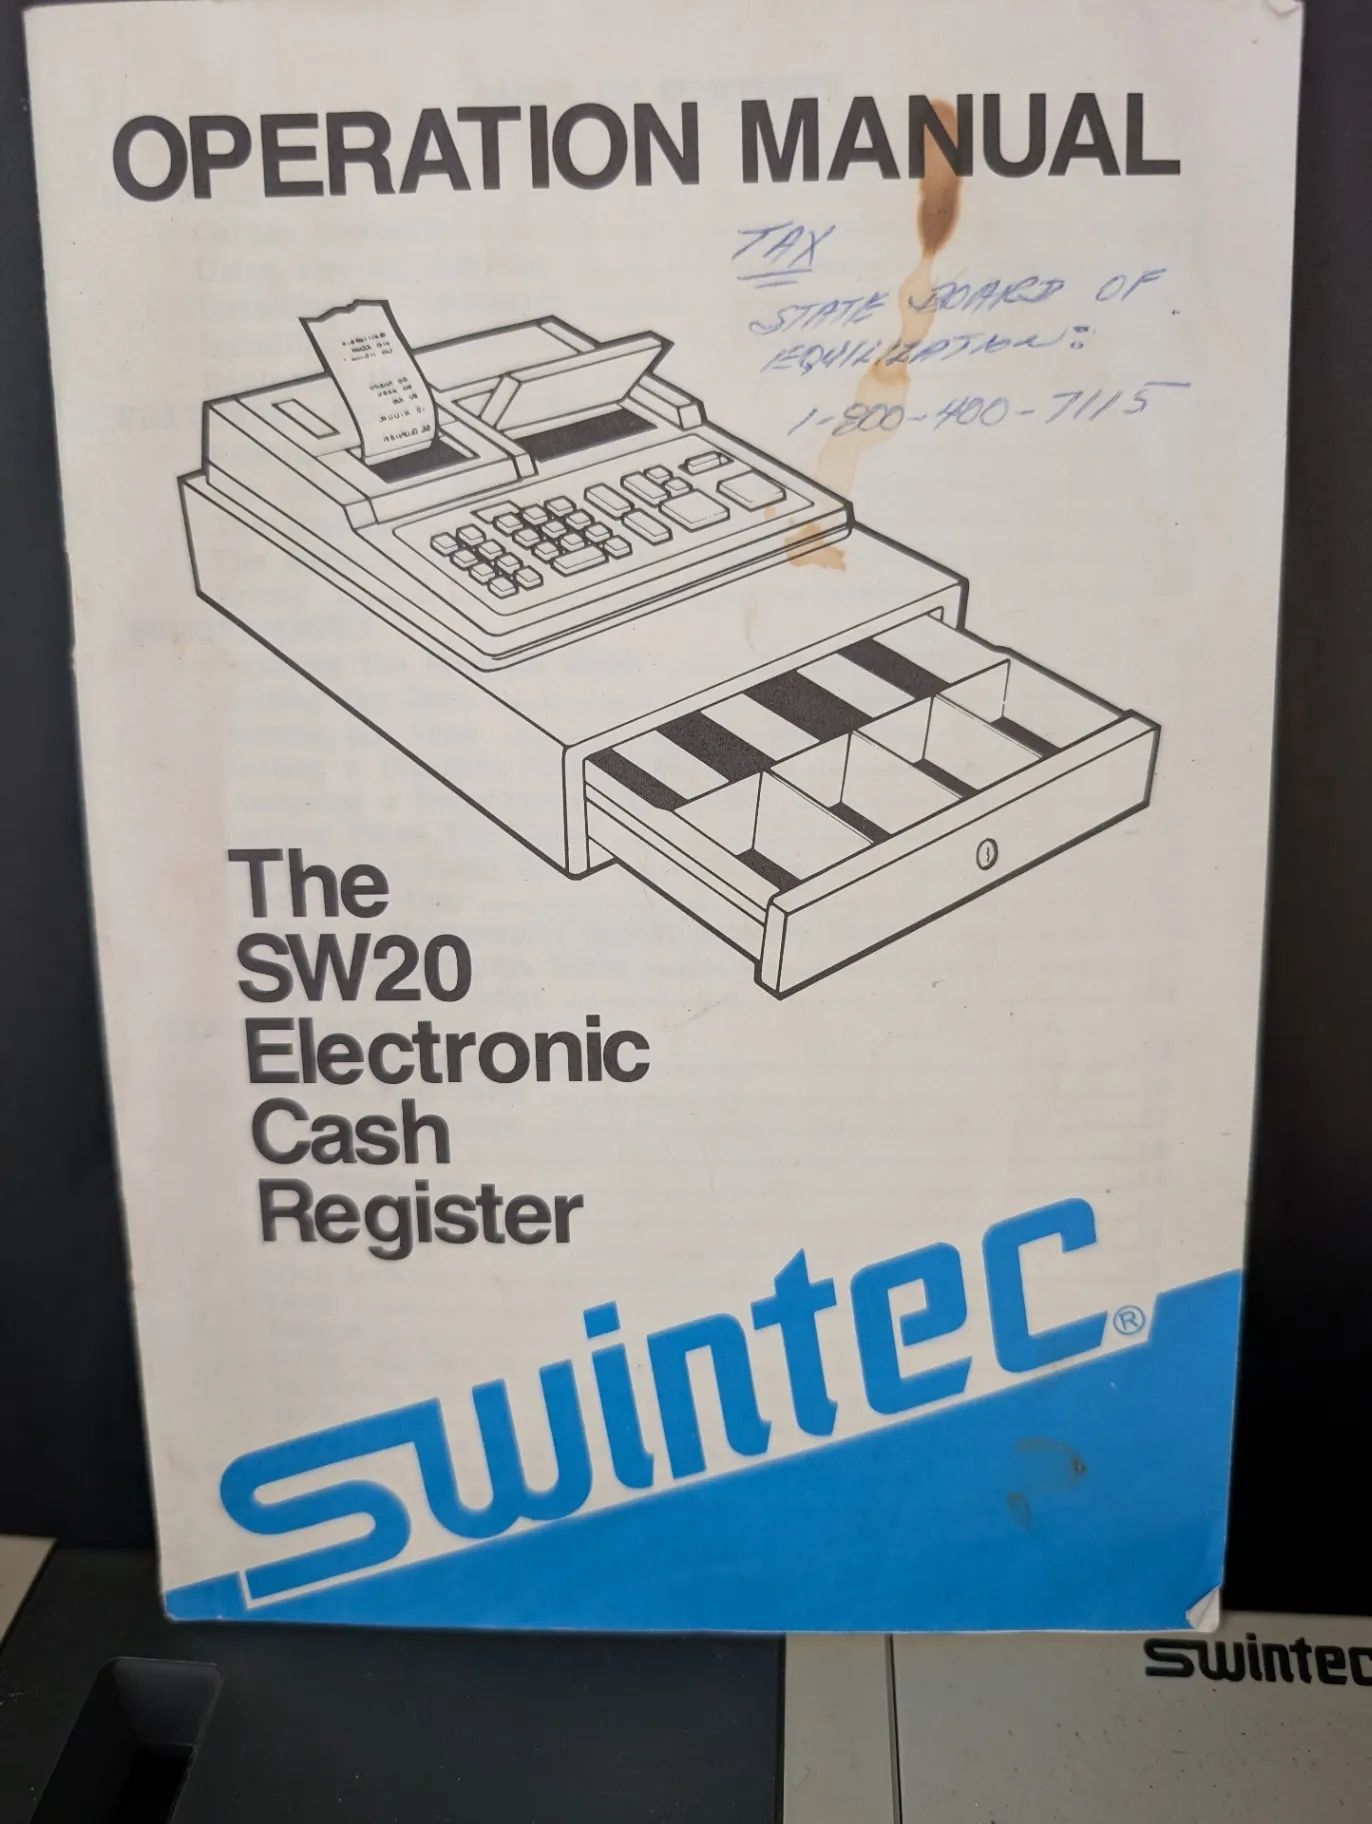 OPERATION MANUAL
TAX
STATE BOARD OF
EQUILIZATION:
1-800-400-7115
The
SW20
Electronic
Cash
Register
swintec®
swintec